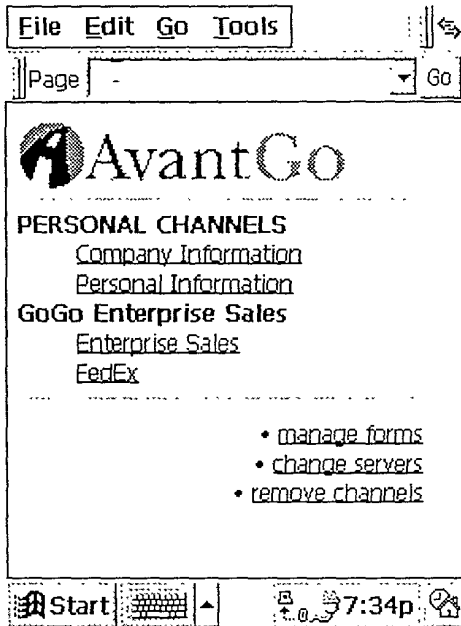 File Edit Go Tools
Page - Go
AvantGo
PERSONAL CHANNELS
Company Information
Personal Information
GoGo Enterprise Sales
Enterprise Sales
FedEx
• manage forms
• change servers
• remove channels
Start 7:34p